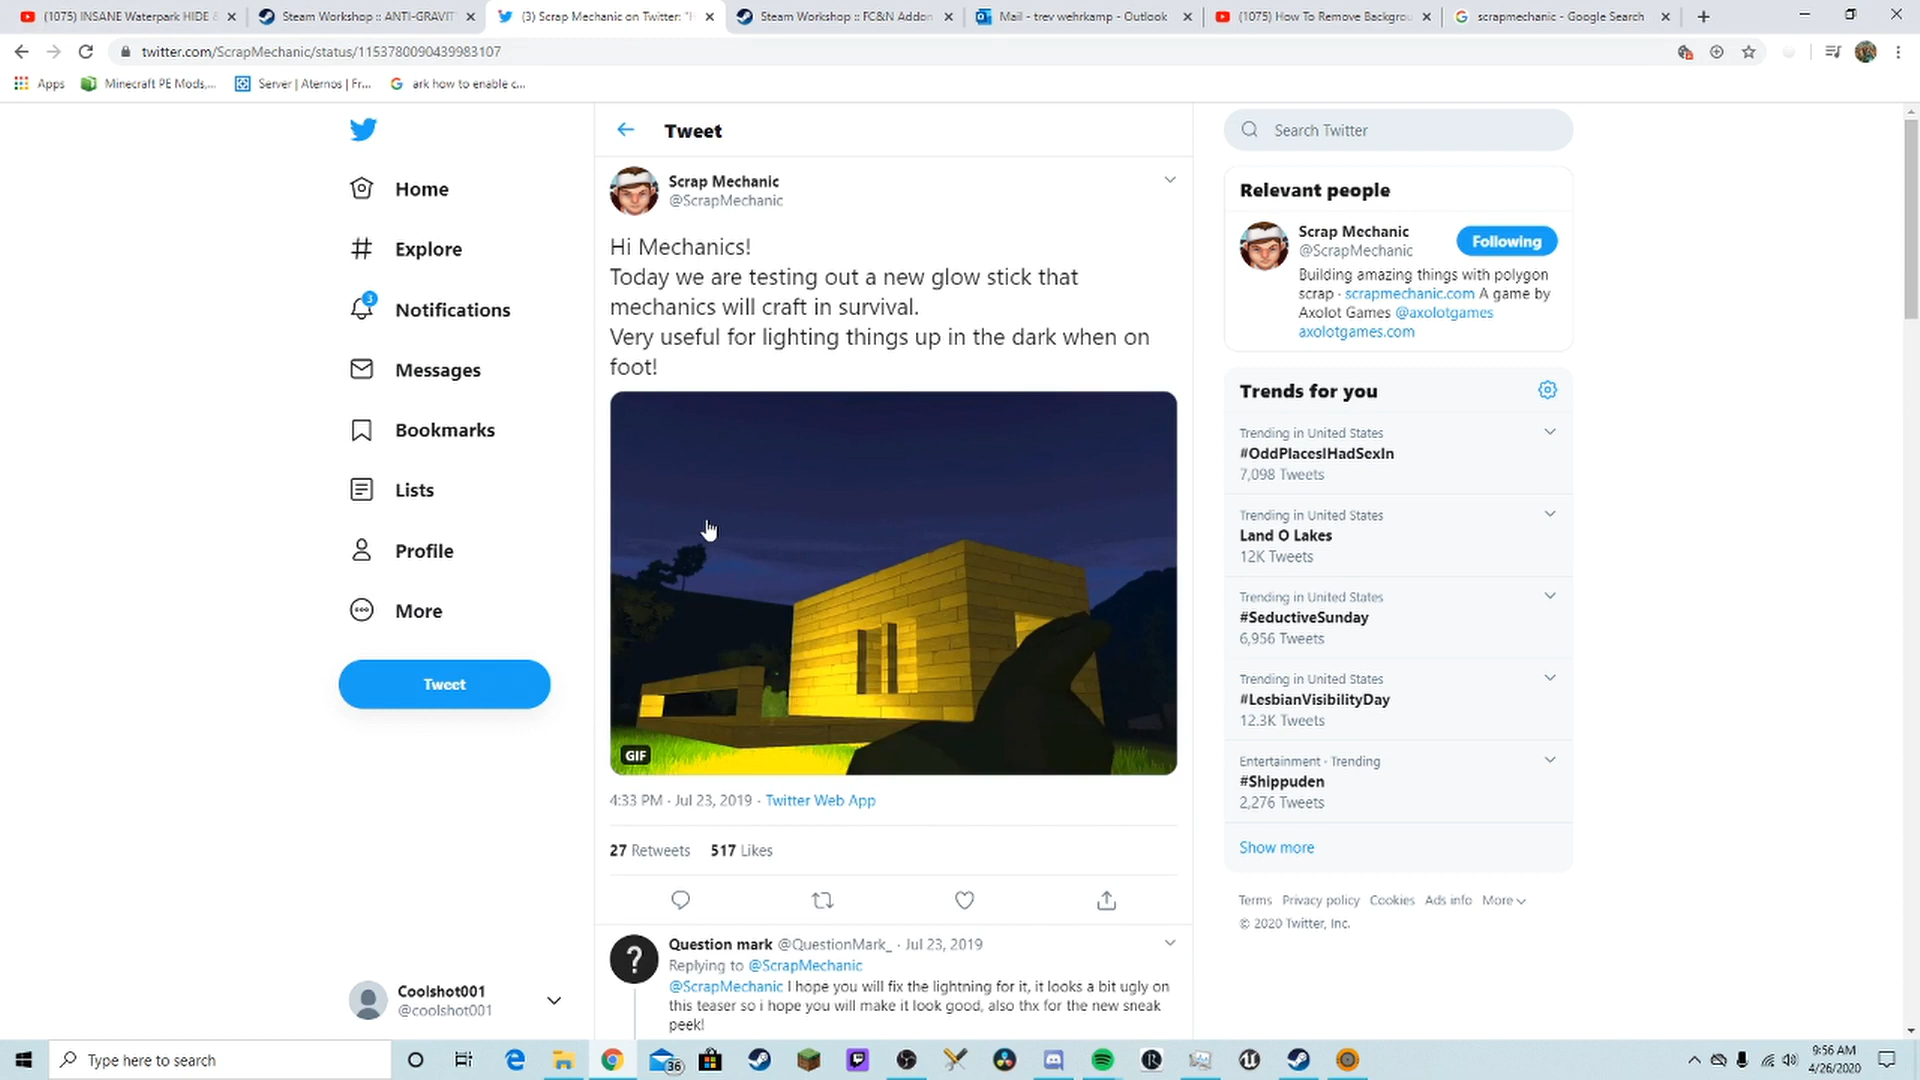 (1075) INSANE Waterpark HIDE &
Steam Workshop :: ANTI-GRAVIT
(3) Scrap Mechanic on Twitter: "H
Steam Workshop :: FC&N Addon
Mail - trev wehrkamp - Outlook
(1075) How To Remove Backgrou
scrapmechanic - Google Search
twitter.com/ScrapMechanic/status/1153780090439983107
Apps
Minecraft PE Mods,...
Server | Aternos | Fr...
ark how to enable c...
Home
Explore
3
Notifications
Messages
Bookmarks
Lists
Profile
More
Tweet
Coolshot001
@coolshot001
Tweet
Scrap Mechanic
@ScrapMechanic
Hi Mechanics!
Today we are testing out a new glow stick that
mechanics will craft in survival.
Very useful for lighting things up in the dark when on
foot!
GIF
4:33 PM · Jul 23, 2019 · Twitter Web App
27 Retweets 517 Likes
?
Question mark @QuestionMark_ · Jul 23, 2019
Replying to @ScrapMechanic
@ScrapMechanic I hope you will fix the lightning for it, it looks a bit ugly on
this teaser so i hope you will make it look good, also thx for the new sneak
peek!
Search Twitter
Relevant people
Scrap Mechanic
@ScrapMechanic
Following
Building amazing things with polygon
scrap · scrapmechanic.com A game by
Axolot Games @axolotgames
axolotgames.com
Trends for you
Trending in United States
#OddPlacesIHadSexIn
7,098 Tweets
Trending in United States
Land O Lakes
12K Tweets
Trending in United States
#SeductiveSunday
6,956 Tweets
Trending in United States
#LesbianVisibilityDay
12.3K Tweets
Entertainment · Trending
#Shippuden
2,276 Tweets
Show more
Terms Privacy policy Cookies Ads info More
© 2020 Twitter, Inc.
Type here to search
36
9:56 AM
4/26/2020